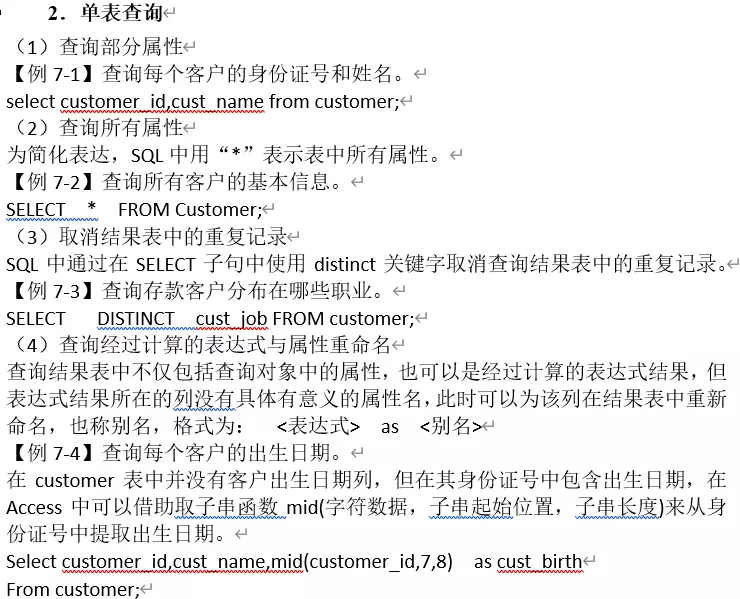 2．单表查询↵
（1）查询部分属性↵
【例 7-1】查询每个客户的身份证号和姓名。↵
select customer_id,cust_name from customer;↵
（2）查询所有属性↵
为简化表达，SQL 中用“*”表示表中所有属性。↵
【例 7-2】查询所有客户的基本信息。↵
SELECT * FROM Customer;↵
（3）取消结果表中的重复记录↵
SQL 中通过在 SELECT 子句中使用 distinct 关键字取消查询结果表中的重复记录。↵
【例 7-3】查询存款客户分布在哪些职业。↵
SELECT DISTINCT cust_job FROM customer;↵
（4）查询经过计算的表达式与属性重命名↵
查询结果表中不仅包括查询对象中的属性，也可以是经过计算的表达式结果，但
表达式结果所在的列没有具体有意义的属性名，此时可以为该列在结果表中重新
命名，也称别名，格式为： <表达式> as <别名>↵
【例 7-4】查询每个客户的出生日期。↵
在 customer 表中并没有客户出生日期列，但在其身份证号中包含出生日期，在
Access 中可以借助取子串函数 mid(字符数据，子串起始位置，子串长度)来从身
份证号中提取出生日期。↵
Select customer_id,cust_name,mid(customer_id,7,8) as cust_birth↵
From customer;↵